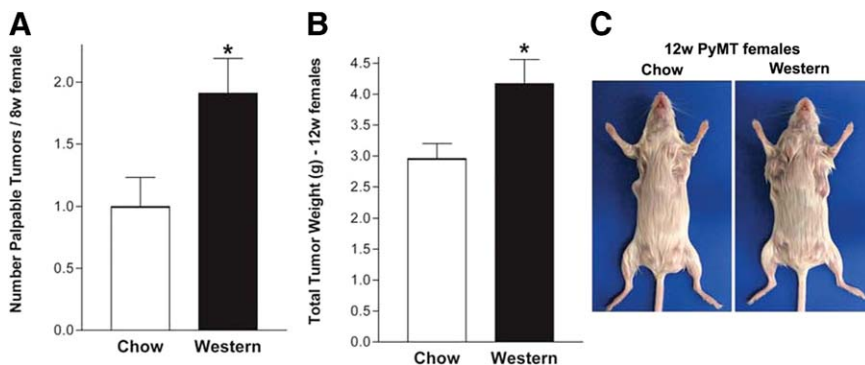 A
Number Palpable Tumors / 8w female
2.0
1.5
1.0
0.5
0.0
*
Chow Western
B
Total Tumor Weight (g) - 12w females
4.5
4.0
3.5
3.0
2.5
2.0
1.5
1.0
0.5
0.0
*
Chow Western
C
12w PyMT females
Chow Western